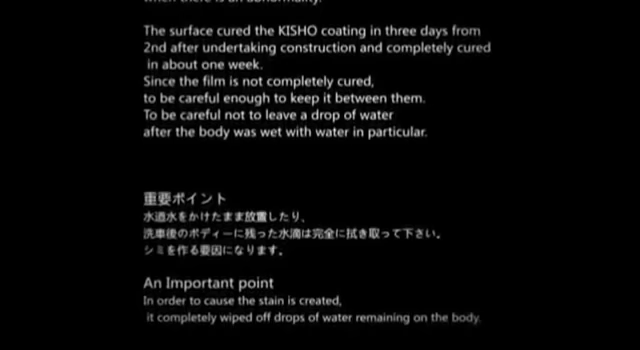 when there is an abnormality.
The surface cured the KISHO coating in three days from
2nd after undertaking construction and completely cured
in about one week.
Since the film is not completely cured,
to be careful enough to keep it between them.
To be careful not to leave a drop of water
after the body was wet with water in particular.
重要ポイント
水道水をかけたまま放置したり、
洗車後のボディーに残った水滴は完全に拭き取って下さい。
シミを作る要因になります。
An Important point
In order to cause the stain is created,
it completely wiped off drops of water remaining on the body.